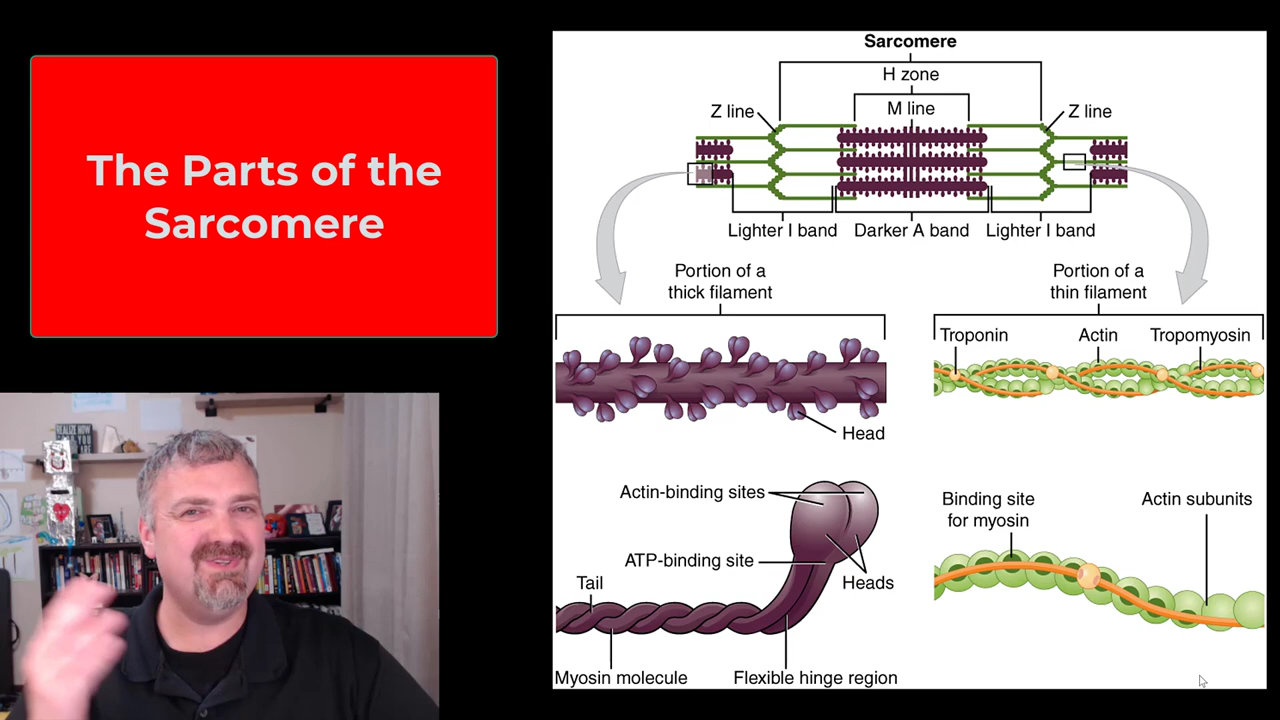 The Parts of the
Sarcomere
Sarcomere
H zone
M line
Z line
Z line
Lighter I band
Darker A band
Lighter I band
Portion of a
thick filament
Portion of a
thin filament
Troponin
Actin
Tropomyosin
Head
Actin-binding sites
ATP-binding site
Tail
Heads
Myosin molecule
Flexible hinge region
Binding site
for myosin
Actin subunits